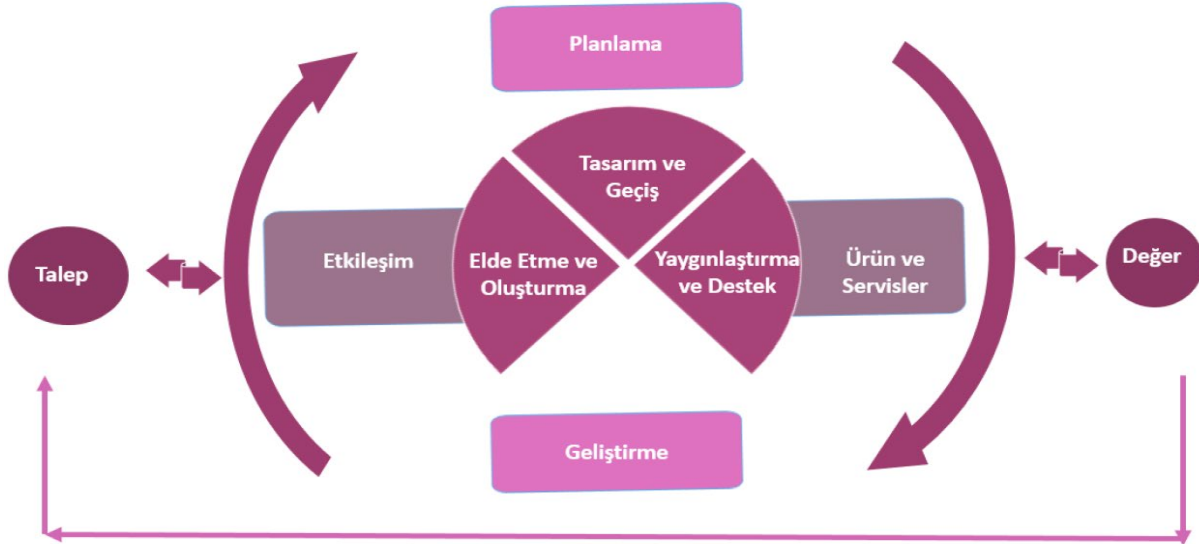 Planlama
Tasarım ve
Geçiş
Talep
Etkileşim
Elde Etme ve
Oluşturma
Yaygınlaştırma
ve Destek
Ürün ve
Servisler
Değer
Geliştirme